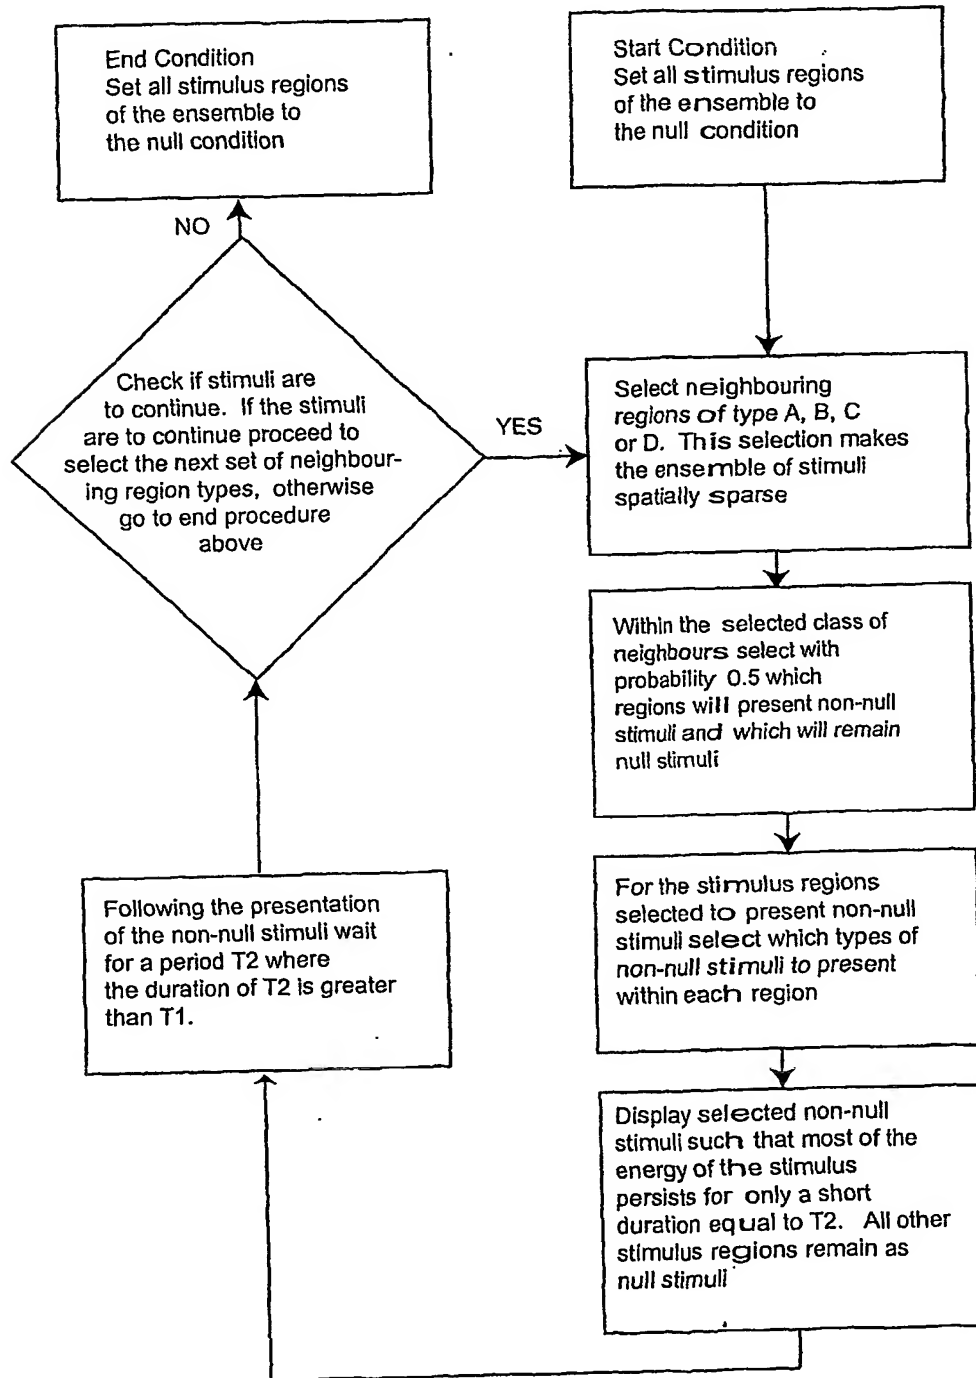 End Condition
Set all stimulus regions
of the ensemble to
the null condition
Start Condition
Set all stimulus regions
of the ensemble to
the null condition
NO
Check if stimuli are
to continue. If the stimuli
are to continue proceed to
select the next set of neighbour-
ing region types, otherwise
go to end procedure
above
YES
Select neighbouring
regions of type A, B, C
or D. This selection makes
the ensemble of stimuli
spatially sparse
Within the selected class of
neighbours select with
probability 0.5 which
regions will present non-null
stimuli and which will remain
null stimuli
For the stimulus regions
selected to present non-null
stimuli select which types of
non-null stimuli to present
within each region
Display selected non-null
stimuli such that most of the
energy of the stimulus
persists for only a short
duration equal to T2. All other
stimulus regions remain as
null stimuli
Following the presentation
of the non-null stimuli wait
for a period T2 where
the duration of T2 is greater
than T1.